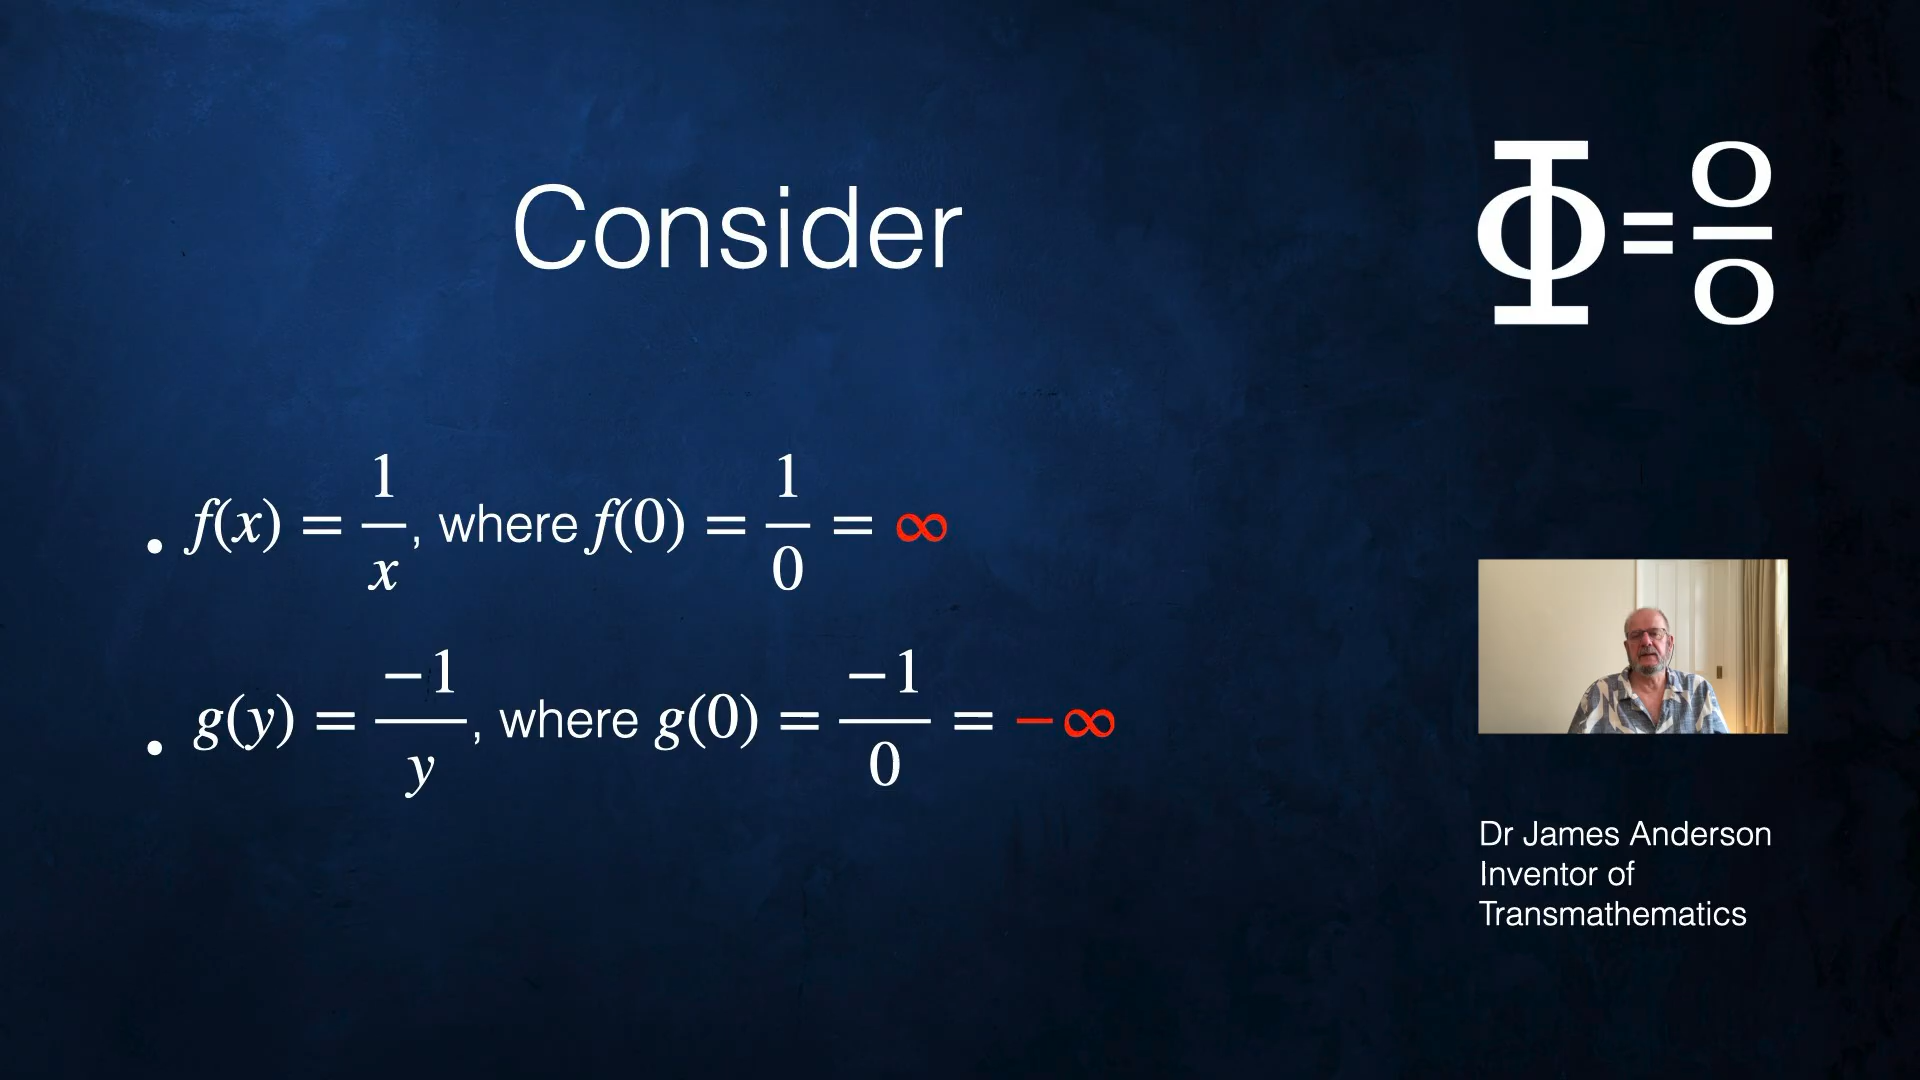 Consider
Φ = 0/0
• f(x) = 1/x, where f(0) = 1/0 = ∞
• g(y) = −1/y, where g(0) = −1/0 = −∞
Dr James Anderson
Inventor of
Transmathematics